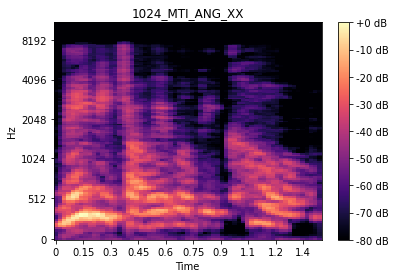 1024_MTI_ANG_XX
8192
4096
2048
1024
512
0
Hz
0 0.15 0.3 0.45 0.6 0.75 0.9 1.1 1.2 1.4
Time
+0 dB
-10 dB
-20 dB
-30 dB
-40 dB
-50 dB
-60 dB
-70 dB
-80 dB